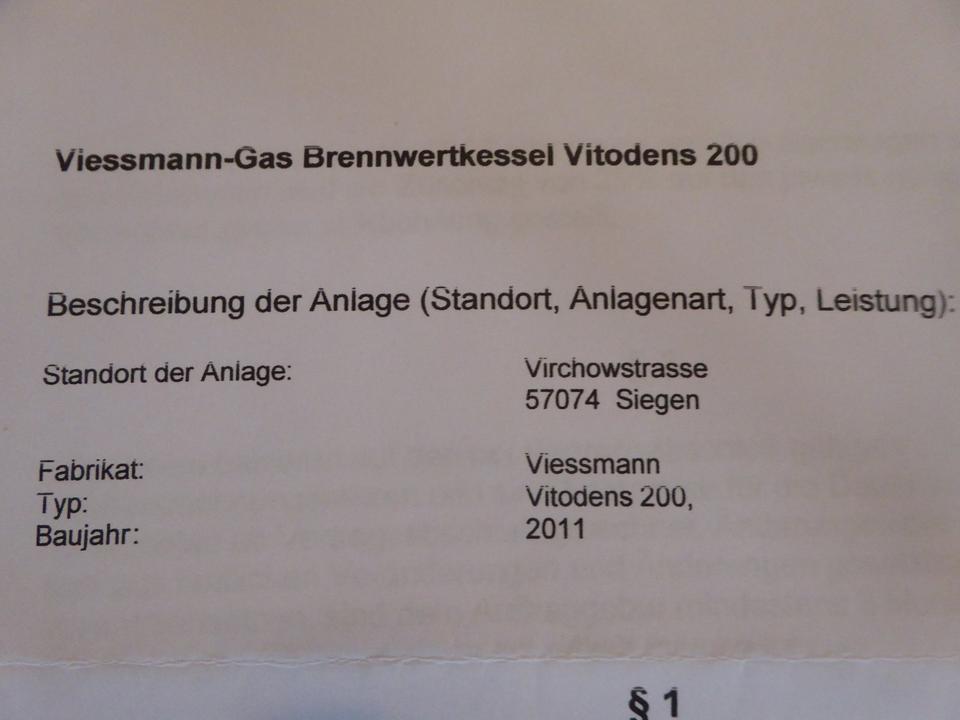 Viessmann-Gas Brennwertkessel Vitodens 200
Beschreibung der Anlage (Standort, Anlagenart, Typ, Leistung):
Standort der Anlage: Virchowstrasse
57074 Siegen
Fabrikat: Viessmann
Typ: Vitodens 200,
Baujahr: 2011
§ 1